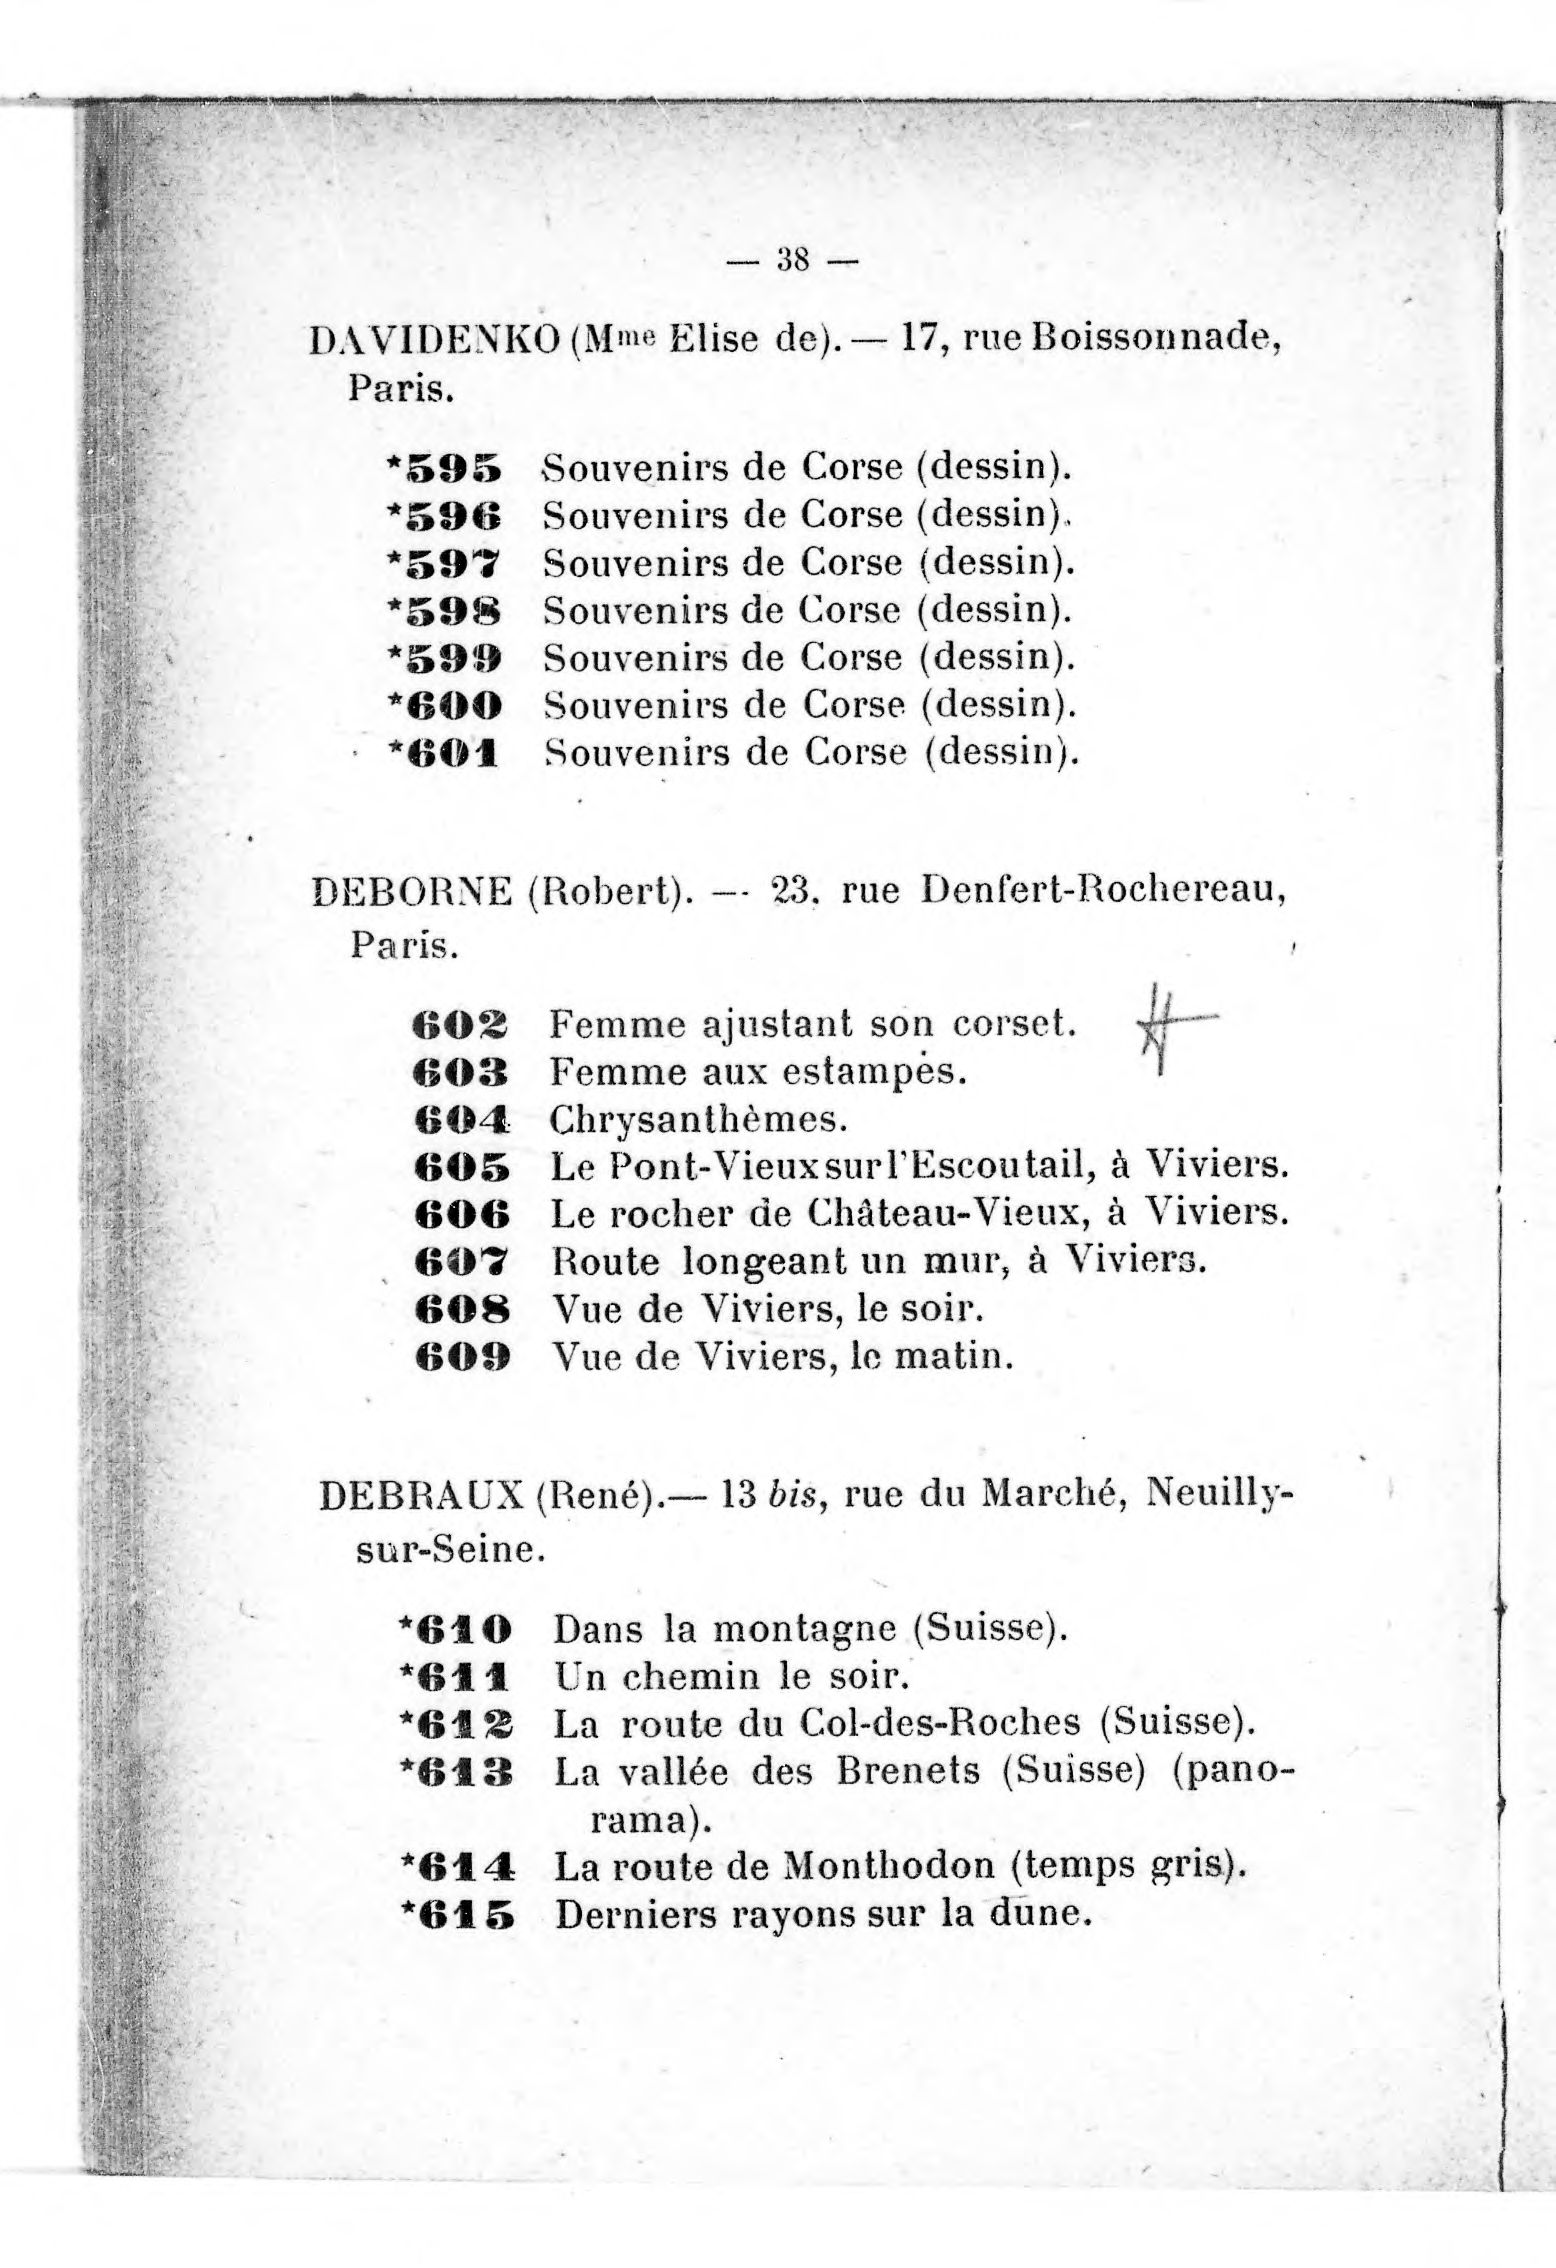 — 38 —
DAVIDENKO (Mme Elise de). — 17, rue Boissonnade,
Paris.
*595 Souvenirs de Corse (dessin).
*596 Souvenirs de Corse (dessin).
*597 Souvenirs de Corse (dessin).
*598 Souvenirs de Corse (dessin).
*599 Souvenirs de Corse (dessin).
*600 Souvenirs de Corse (dessin).
*601 Souvenirs de Corse (dessin).
DEBORNE (Robert). — 23. rue Denfert-Rochereau,
Paris.
602 Femme ajustant son corset.
603 Femme aux estampes.
604 Chrysanthèmes.
605 Le Pont-Vieux sur l'Escoutail, à Viviers.
606 Le rocher de Château-Vieux, à Viviers.
607 Route longeant un mur, à Viviers.
608 Vue de Viviers, le soir.
609 Vue de Viviers, le matin.
DEBRAUX (René). — 13 bis, rue du Marché, Neuilly-
sur-Seine.
*610 Dans la montagne (Suisse).
*611 Un chemin le soir.
*612 La route du Col-des-Roches (Suisse).
*613 La vallée des Brenets (Suisse) (pano-
rama).
*614 La route de Monthodon (temps gris).
*615 Derniers rayons sur la dune.